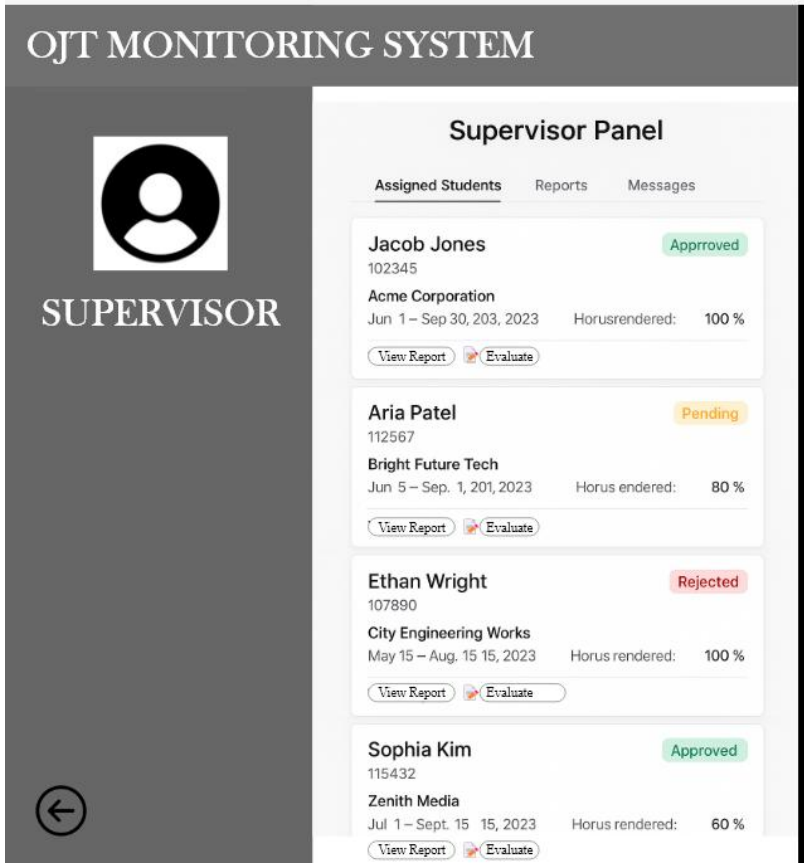 OJT MONITORING SYSTEM
SUPERVISOR
Supervisor Panel
Assigned Students Reports Messages
Jacob Jones Apprroved
102345
Acme Corporation
Jun 1 – Sep 30, 203, 2023 Horusrendered: 100 %
View Report Evaluate
Aria Patel Pending
112567
Bright Future Tech
Jun 5 – Sep. 1, 201, 2023 Horus endered: 80 %
View Report Evaluate
Ethan Wright Rejected
107890
City Engineering Works
May 15 – Aug. 15 15, 2023 Horus rendered: 100 %
View Report Evaluate
Sophia Kim Approved
115432
Zenith Media
Jul 1 – Sept. 15 15, 2023 Horus rendered: 60 %
View Report Evaluate